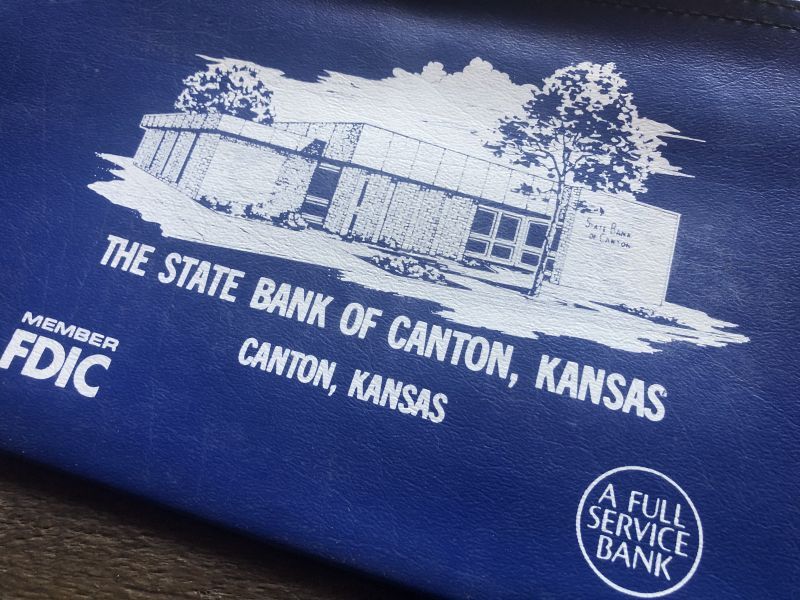 STATE BANK
OF CANTON
THE STATE BANK OF CANTON, KANSAS
CANTON, KANSAS
MEMBER
FDIC
A FULL
SERVICE
BANK